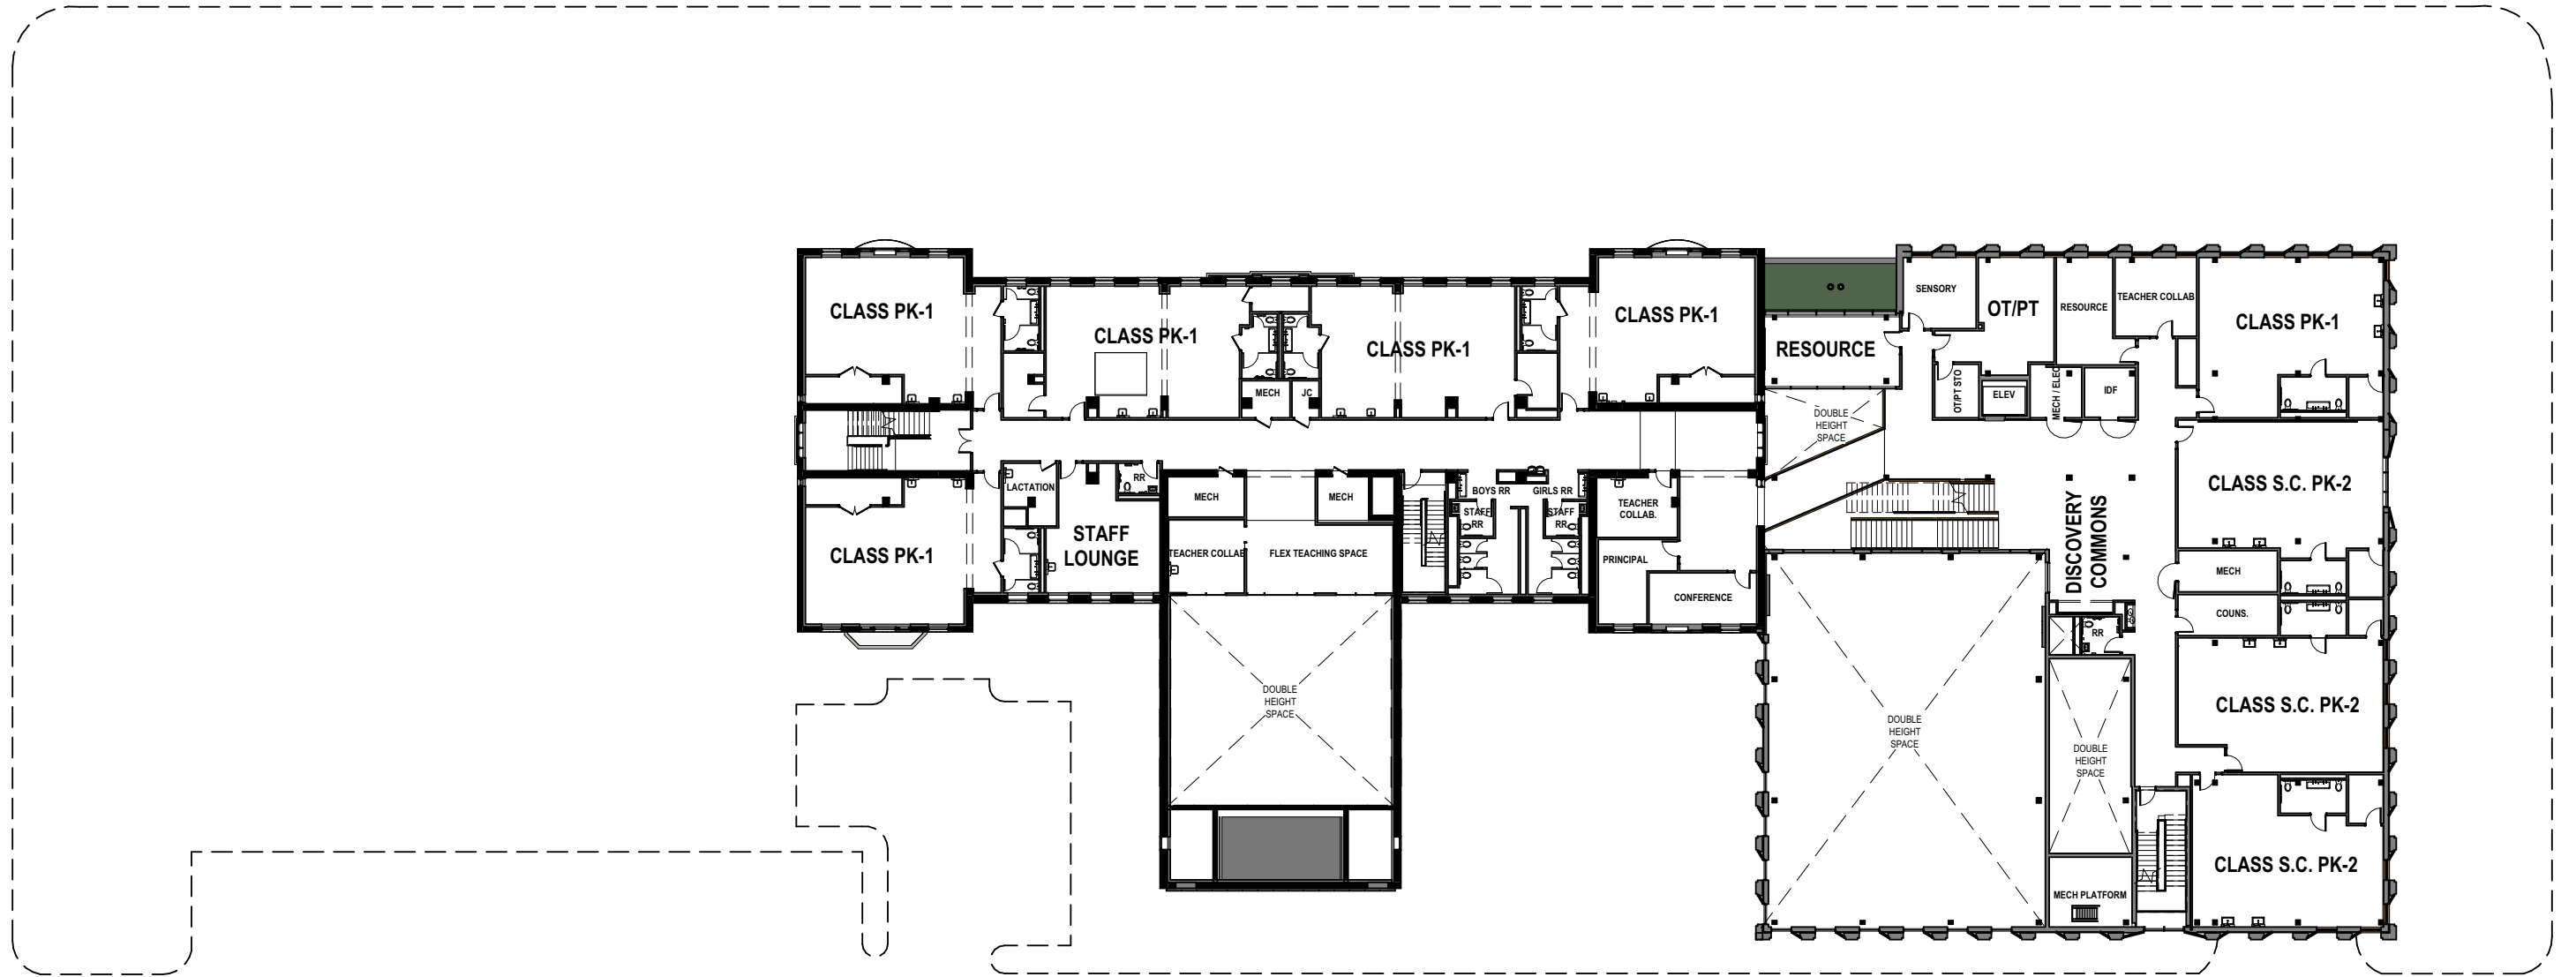 CLASS PK-1
CLASS PK-1
CLASS PK-1
CLASS PK-1
MECH
JC
CLASS PK-1
LACTATION
RR
STAFF
LOUNGE
MECH
MECH
TEACHER COLLAB
FLEX TEACHING SPACE
DOUBLE
HEIGHT
SPACE
BOYS RR
GIRLS RR
STAFF
RR
STAFF
RR
TEACHER
COLLAB.
PRINCIPAL
CONFERENCE
RESOURCE
DOUBLE
HEIGHT
SPACE
SENSORY
OT/PT
RESOURCE
TEACHER COLLAB
CLASS PK-1
OT/PT STO
ELEV
MECH / ELEC
IDF
DISCOVERY
COMMONS
CLASS S.C. PK-2
MECH
COUNS.
RR
CLASS S.C. PK-2
DOUBLE
HEIGHT
SPACE
DOUBLE
HEIGHT
SPACE
CLASS S.C. PK-2
MECH PLATFORM